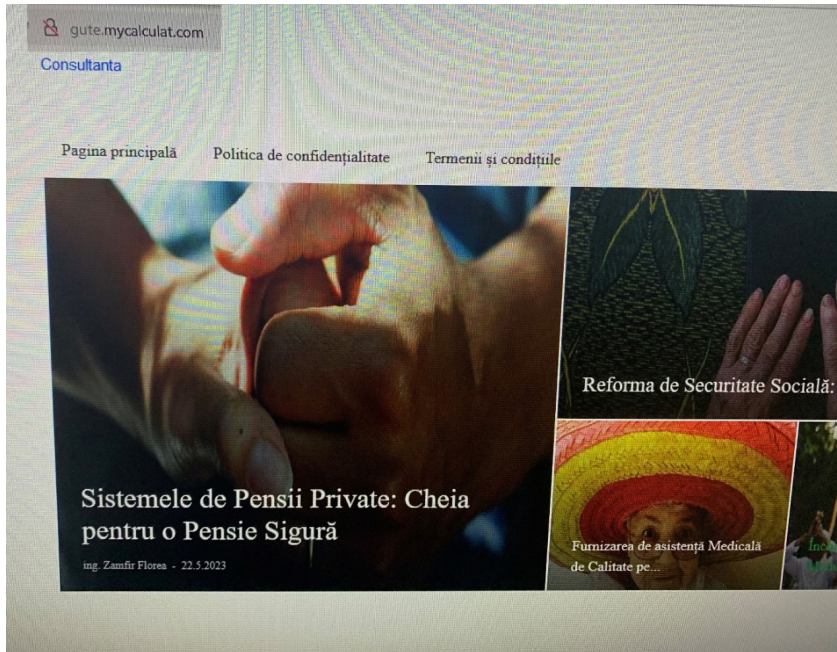 gute.mycalculat.com
Consultanta
Pagina principală Politica de confidențialitate Termenii și condițiile
Sistemele de Pensii Private: Cheia
pentru o Pensie Sigură
ing. Zamfir Florea - 22.5.2023
Reforma de Securitate Socială:
Furnizarea de asistență Medicală
de Calitate pe...